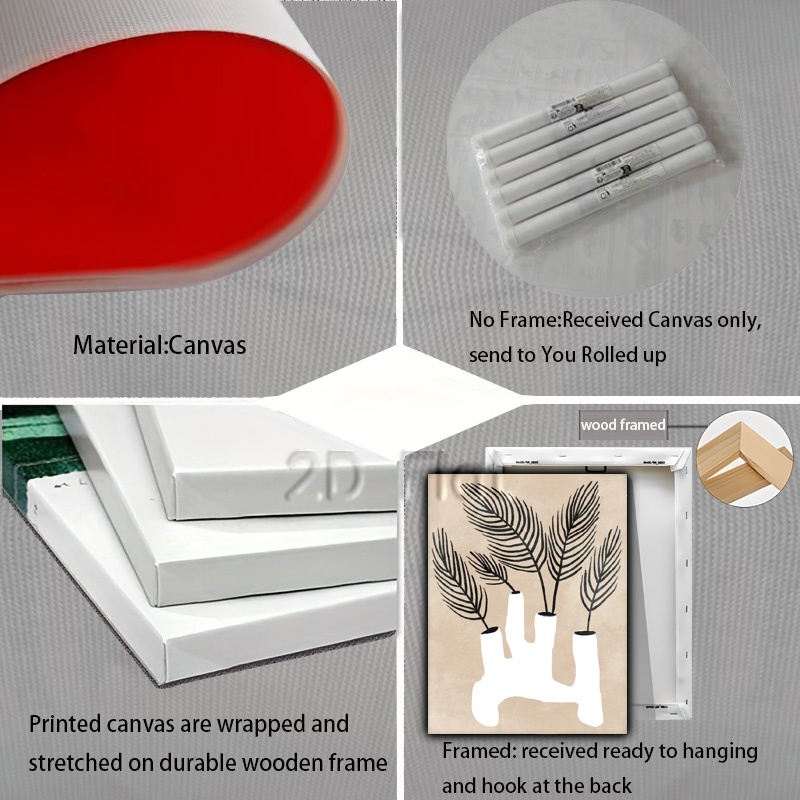 Material:Canvas
No Frame:Received Canvas only,
send to You Rolled up
wood framed
2D
Printed canvas are wrapped and
stretched on durable wooden frame
Framed: received ready to hanging
and hook at the back